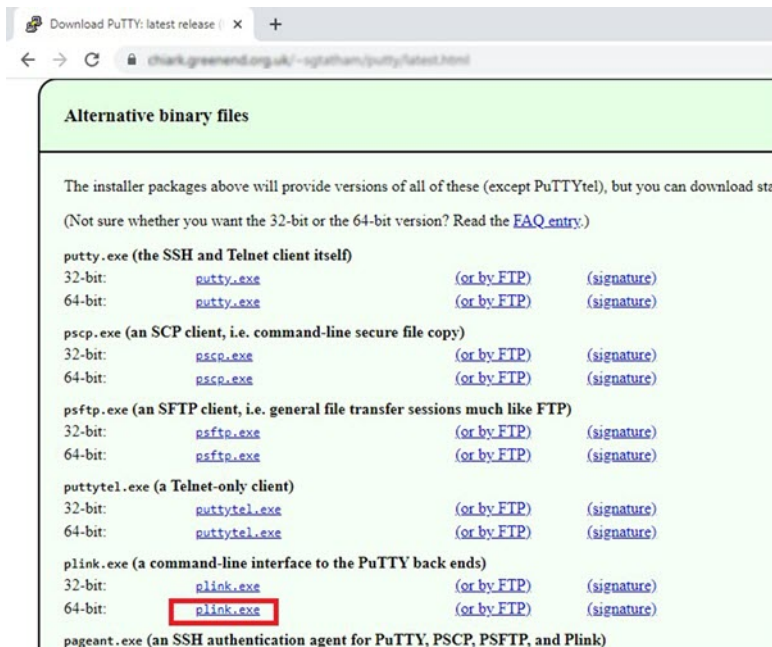 Download PuTTY: latest release (
chiark.greenend.org.uk/~sgtatham/putty/latest.html
Alternative binary files
The installer packages above will provide versions of all of these (except PuTTYtel), but you can download sta
(Not sure whether you want the 32-bit or the 64-bit version? Read the FAQ entry.)
putty.exe (the SSH and Telnet client itself)
32-bit: putty.exe (or by FTP) (signature)
64-bit: putty.exe (or by FTP) (signature)
pscp.exe (an SCP client, i.e. command-line secure file copy)
32-bit: pscp.exe (or by FTP) (signature)
64-bit: pscp.exe (or by FTP) (signature)
psftp.exe (an SFTP client, i.e. general file transfer sessions much like FTP)
32-bit: psftp.exe (or by FTP) (signature)
64-bit: psftp.exe (or by FTP) (signature)
puttytel.exe (a Telnet-only client)
32-bit: puttytel.exe (or by FTP) (signature)
64-bit: puttytel.exe (or by FTP) (signature)
plink.exe (a command-line interface to the PuTTY back ends)
32-bit: plink.exe (or by FTP) (signature)
64-bit: plink.exe (or by FTP) (signature)
pageant.exe (an SSH authentication agent for PuTTY, PSCP, PSFTP, and Plink)